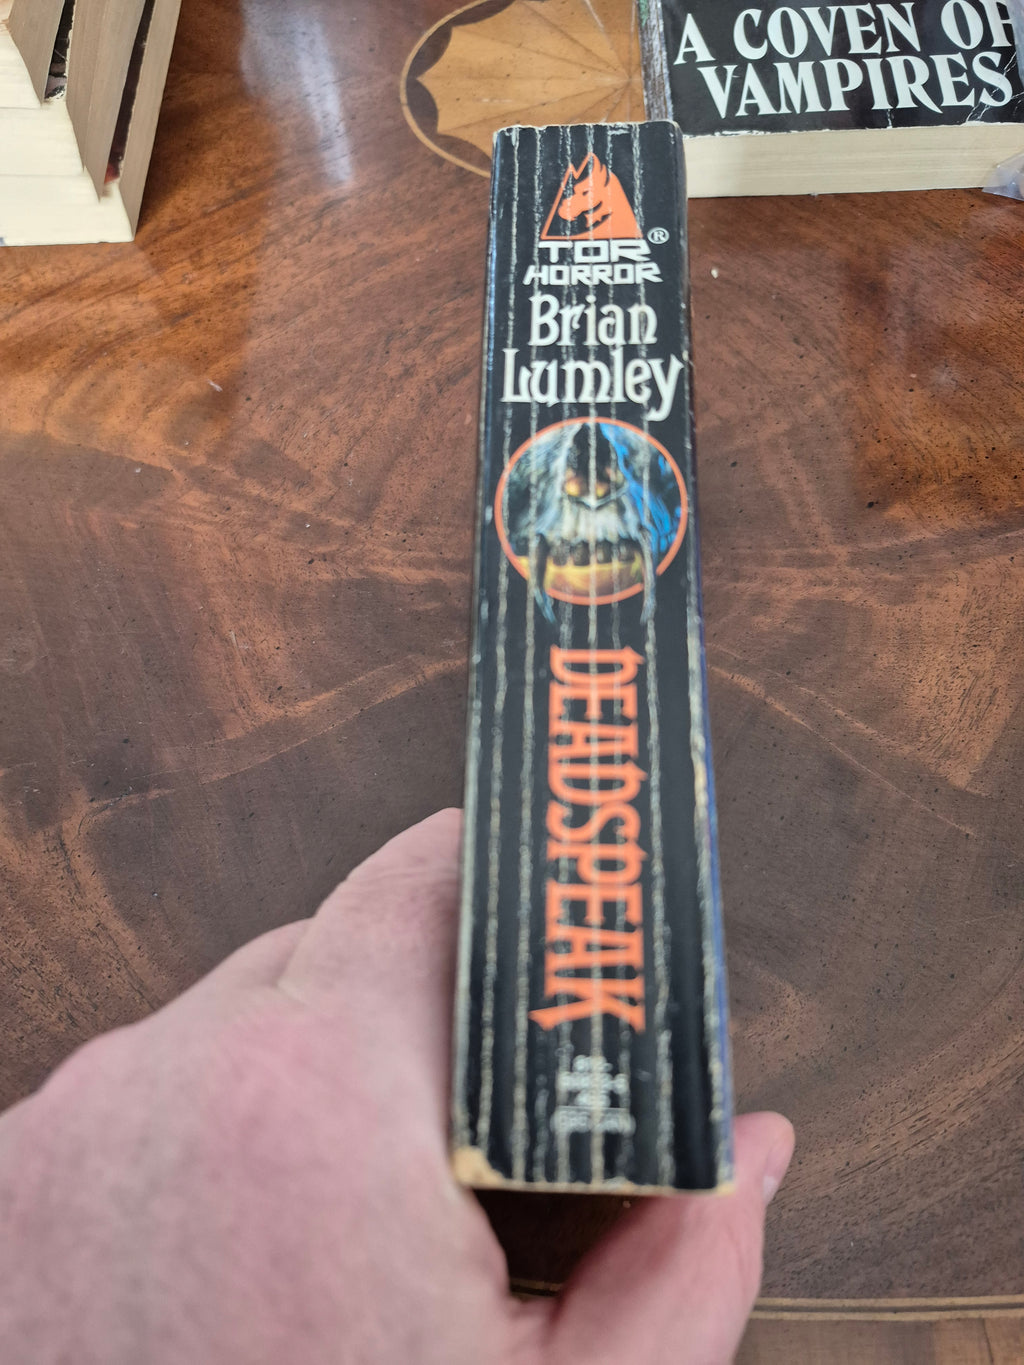 A COVEN OF
VAMPIRES
TOR®
HORROR
Brian
Lumley
DEADSPEAK